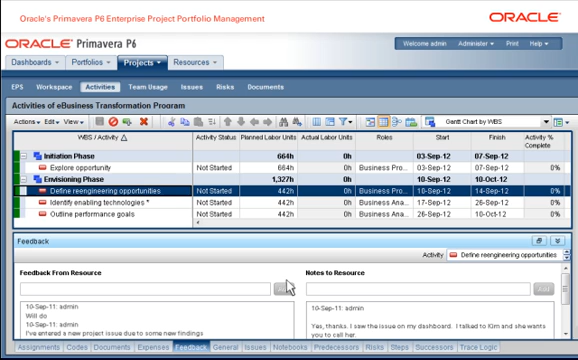 Oracle's Primavera P6 Enterprise Project Portfolio Management
ORACLE
ORACLE Primavera P6
Welcome admin Administer Print Help
Dashboards Portfolios Projects Resources
EPS Workspace Activities Team Usage Issues Risks Documents
Activities of eBusiness Transformation Program
Actions Edit View Gantt Chart by WBS
WBS / Activity Activity Status Planned Labor Units Actual Labor Units Roles Start Finish Activity % Complete
Initiation Phase 664h 0h 03-Sep-12 07-Sep-12
Explore opportunity Not Started 664h 0h Business Pro... 03-Sep-12 07-Sep-12 0%
Envisioning Phase 1,327h 0h 10-Sep-12 10-Oct-12
Define reengineering opportunities Not Started 442h 0h Business Pro... 10-Sep-12 14-Sep-12 0%
Identify enabling technologies * Not Started 442h 0h Business Ana... 17-Sep-12 26-Sep-12 0%
Outline performance goals Not Started 442h 0h Business Ana... 26-Sep-12 10-Oct-12 0%
Feedback
Activity Define reengineering opportunities
Feedback From Resource Notes to Resource
Add
10-Sep-11: admin
Will do
10-Sep-11: admin
I've entered a new project issue due to some new findings
10-Sep-11: admin
Yes, thanks. I saw the issue on my dashboard. I talked to Kim and she wants
you to call her.
Assignments Codes Documents Expenses Feedback General Issues Notebooks Predecessors Risks Steps Successors Trace Logic